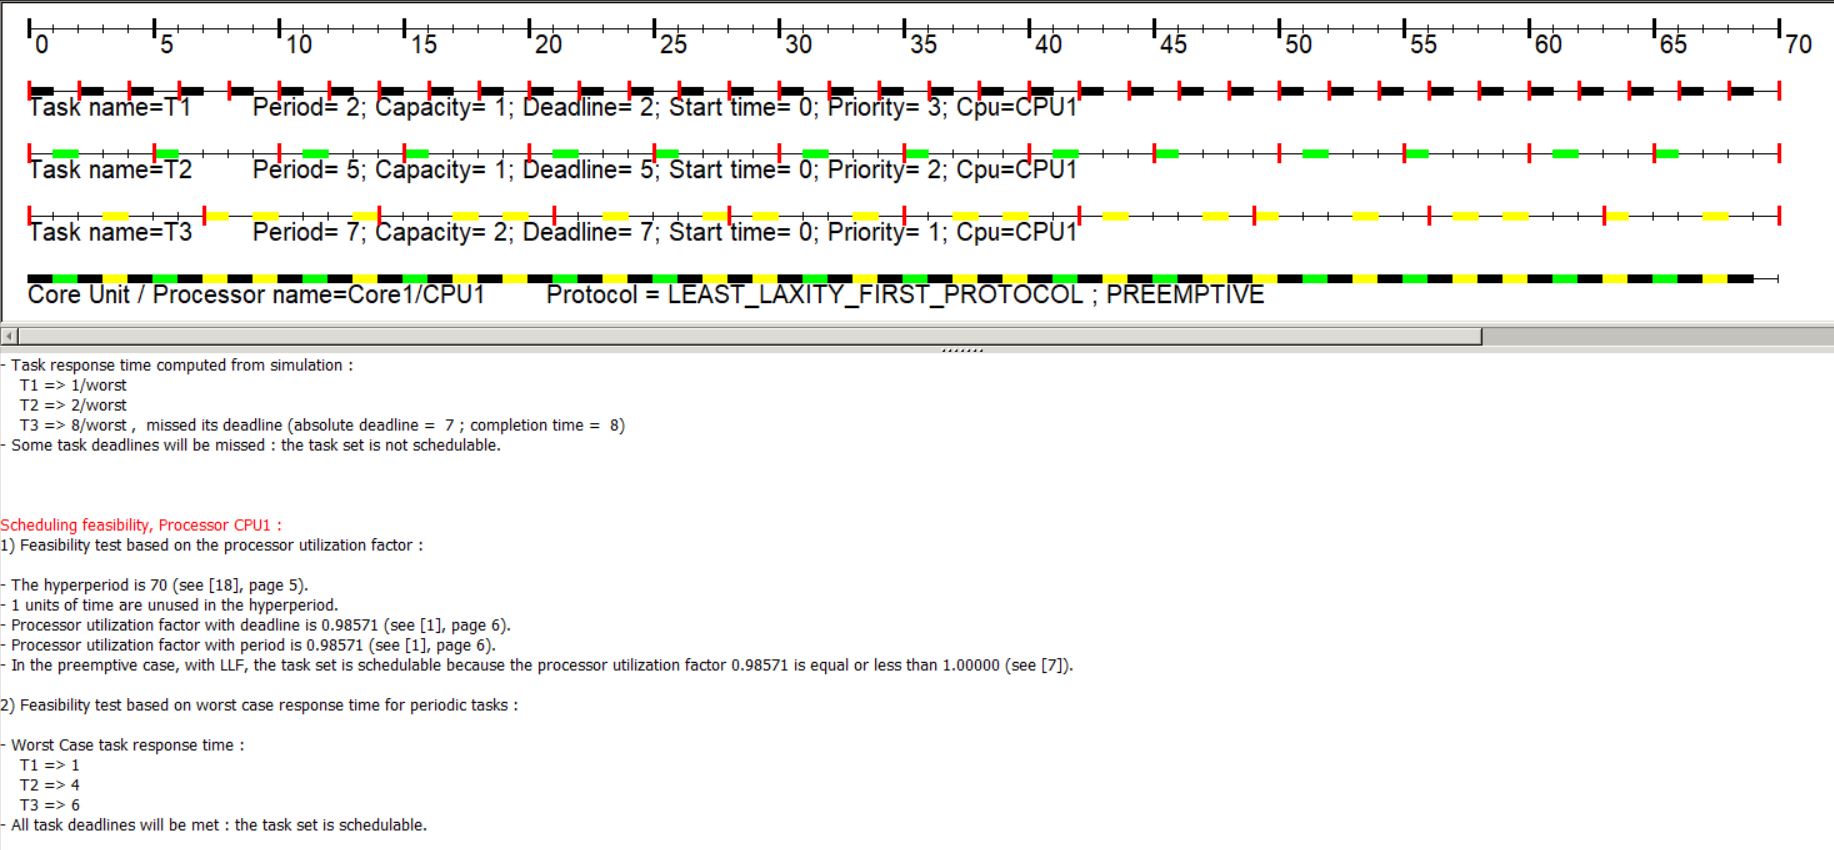 0 5 10 15 20 25 30 35 40 45 50 55 60 65 70
Task name=T1 Period= 2; Capacity= 1; Deadline= 2; Start time= 0; Priority= 3; Cpu=CPU1
Task name=T2 Period= 5; Capacity= 1; Deadline= 5; Start time= 0; Priority= 2; Cpu=CPU1
Task name=T3 Period= 7; Capacity= 2; Deadline= 7; Start time= 0; Priority= 1; Cpu=CPU1
Core Unit / Processor name=Core1/CPU1 Protocol = LEAST_LAXITY_FIRST_PROTOCOL ; PREEMPTIVE
- Task response time computed from simulation :
T1 => 1/worst
T2 => 2/worst
T3 => 8/worst , missed its deadline (absolute deadline = 7 ; completion time = 8)
- Some task deadlines will be missed : the task set is not schedulable.
Scheduling feasibility, Processor CPU1 :
1) Feasibility test based on the processor utilization factor :
- The hyperperiod is 70 (see [18], page 5).
- 1 units of time are unused in the hyperperiod.
- Processor utilization factor with deadline is 0.98571 (see [1], page 6).
- Processor utilization factor with period is 0.98571 (see [1], page 6).
- In the preemptive case, with LLF, the task set is schedulable because the processor utilization factor 0.98571 is equal or less than 1.00000 (see [7]).
2) Feasibility test based on worst case response time for periodic tasks :
- Worst Case task response time :
T1 => 1
T2 => 4
T3 => 6
- All task deadlines will be met : the task set is schedulable.